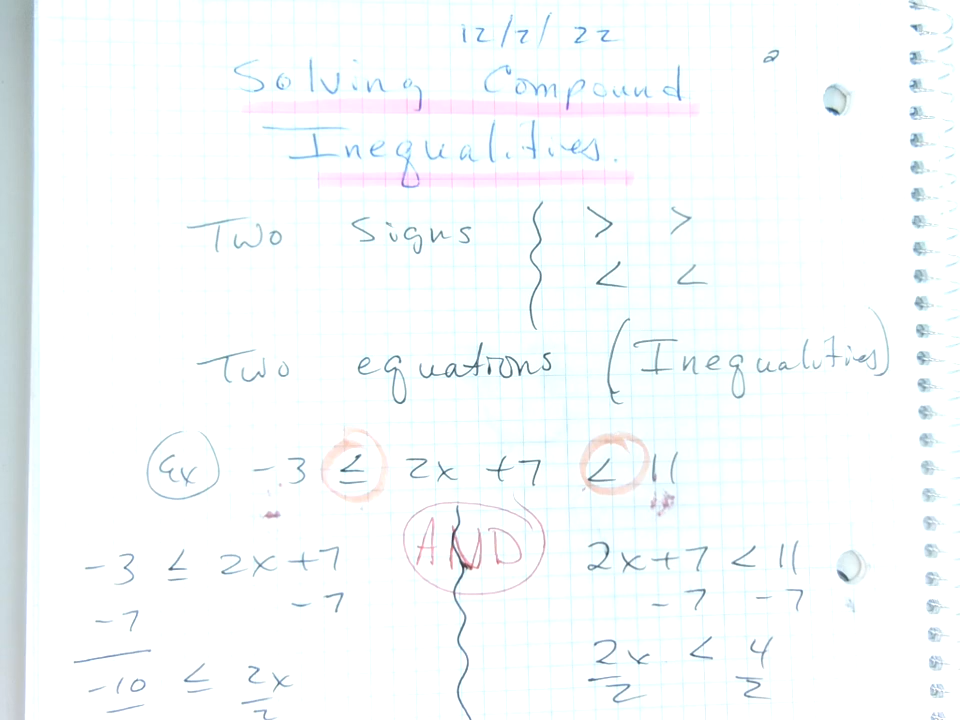 12/7/22
2
Solving Compound
Inequalities.
Two Signs { > >
< <
Two equations (Inequalities)
Ex -3 ≤ 2x +7 < 11
AND
-3 ≤ 2x +7
-7 -7
-10 ≤ 2x
2
2x+7 < 11
-7 -7
2x < 4
2 2